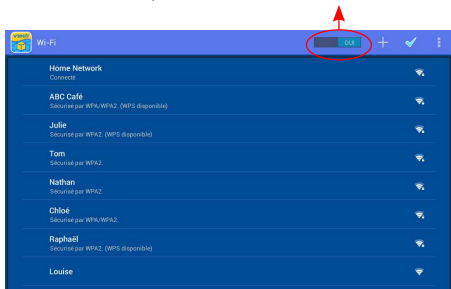 vtech
Wi-Fi
OUI
Home Network
Connecté
ABC Café
Sécurisé par WPA/WPA2. (WPS disponible)
Julie
Sécurisé par WPA2. (WPS disponible)
Tom
Sécurisé par WPA2.
Nathan
Sécurisé par WPA2.
Chloé
Sécurisé par WPA/WPA2.
Raphaël
Sécurisé par WPA2. (WPS disponible)
Louise